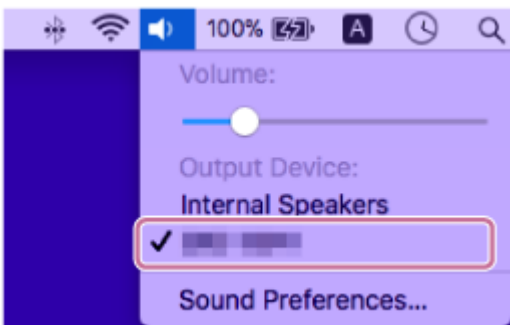 100% A
Volume:
Output Device:
Internal Speakers
Sound Preferences...